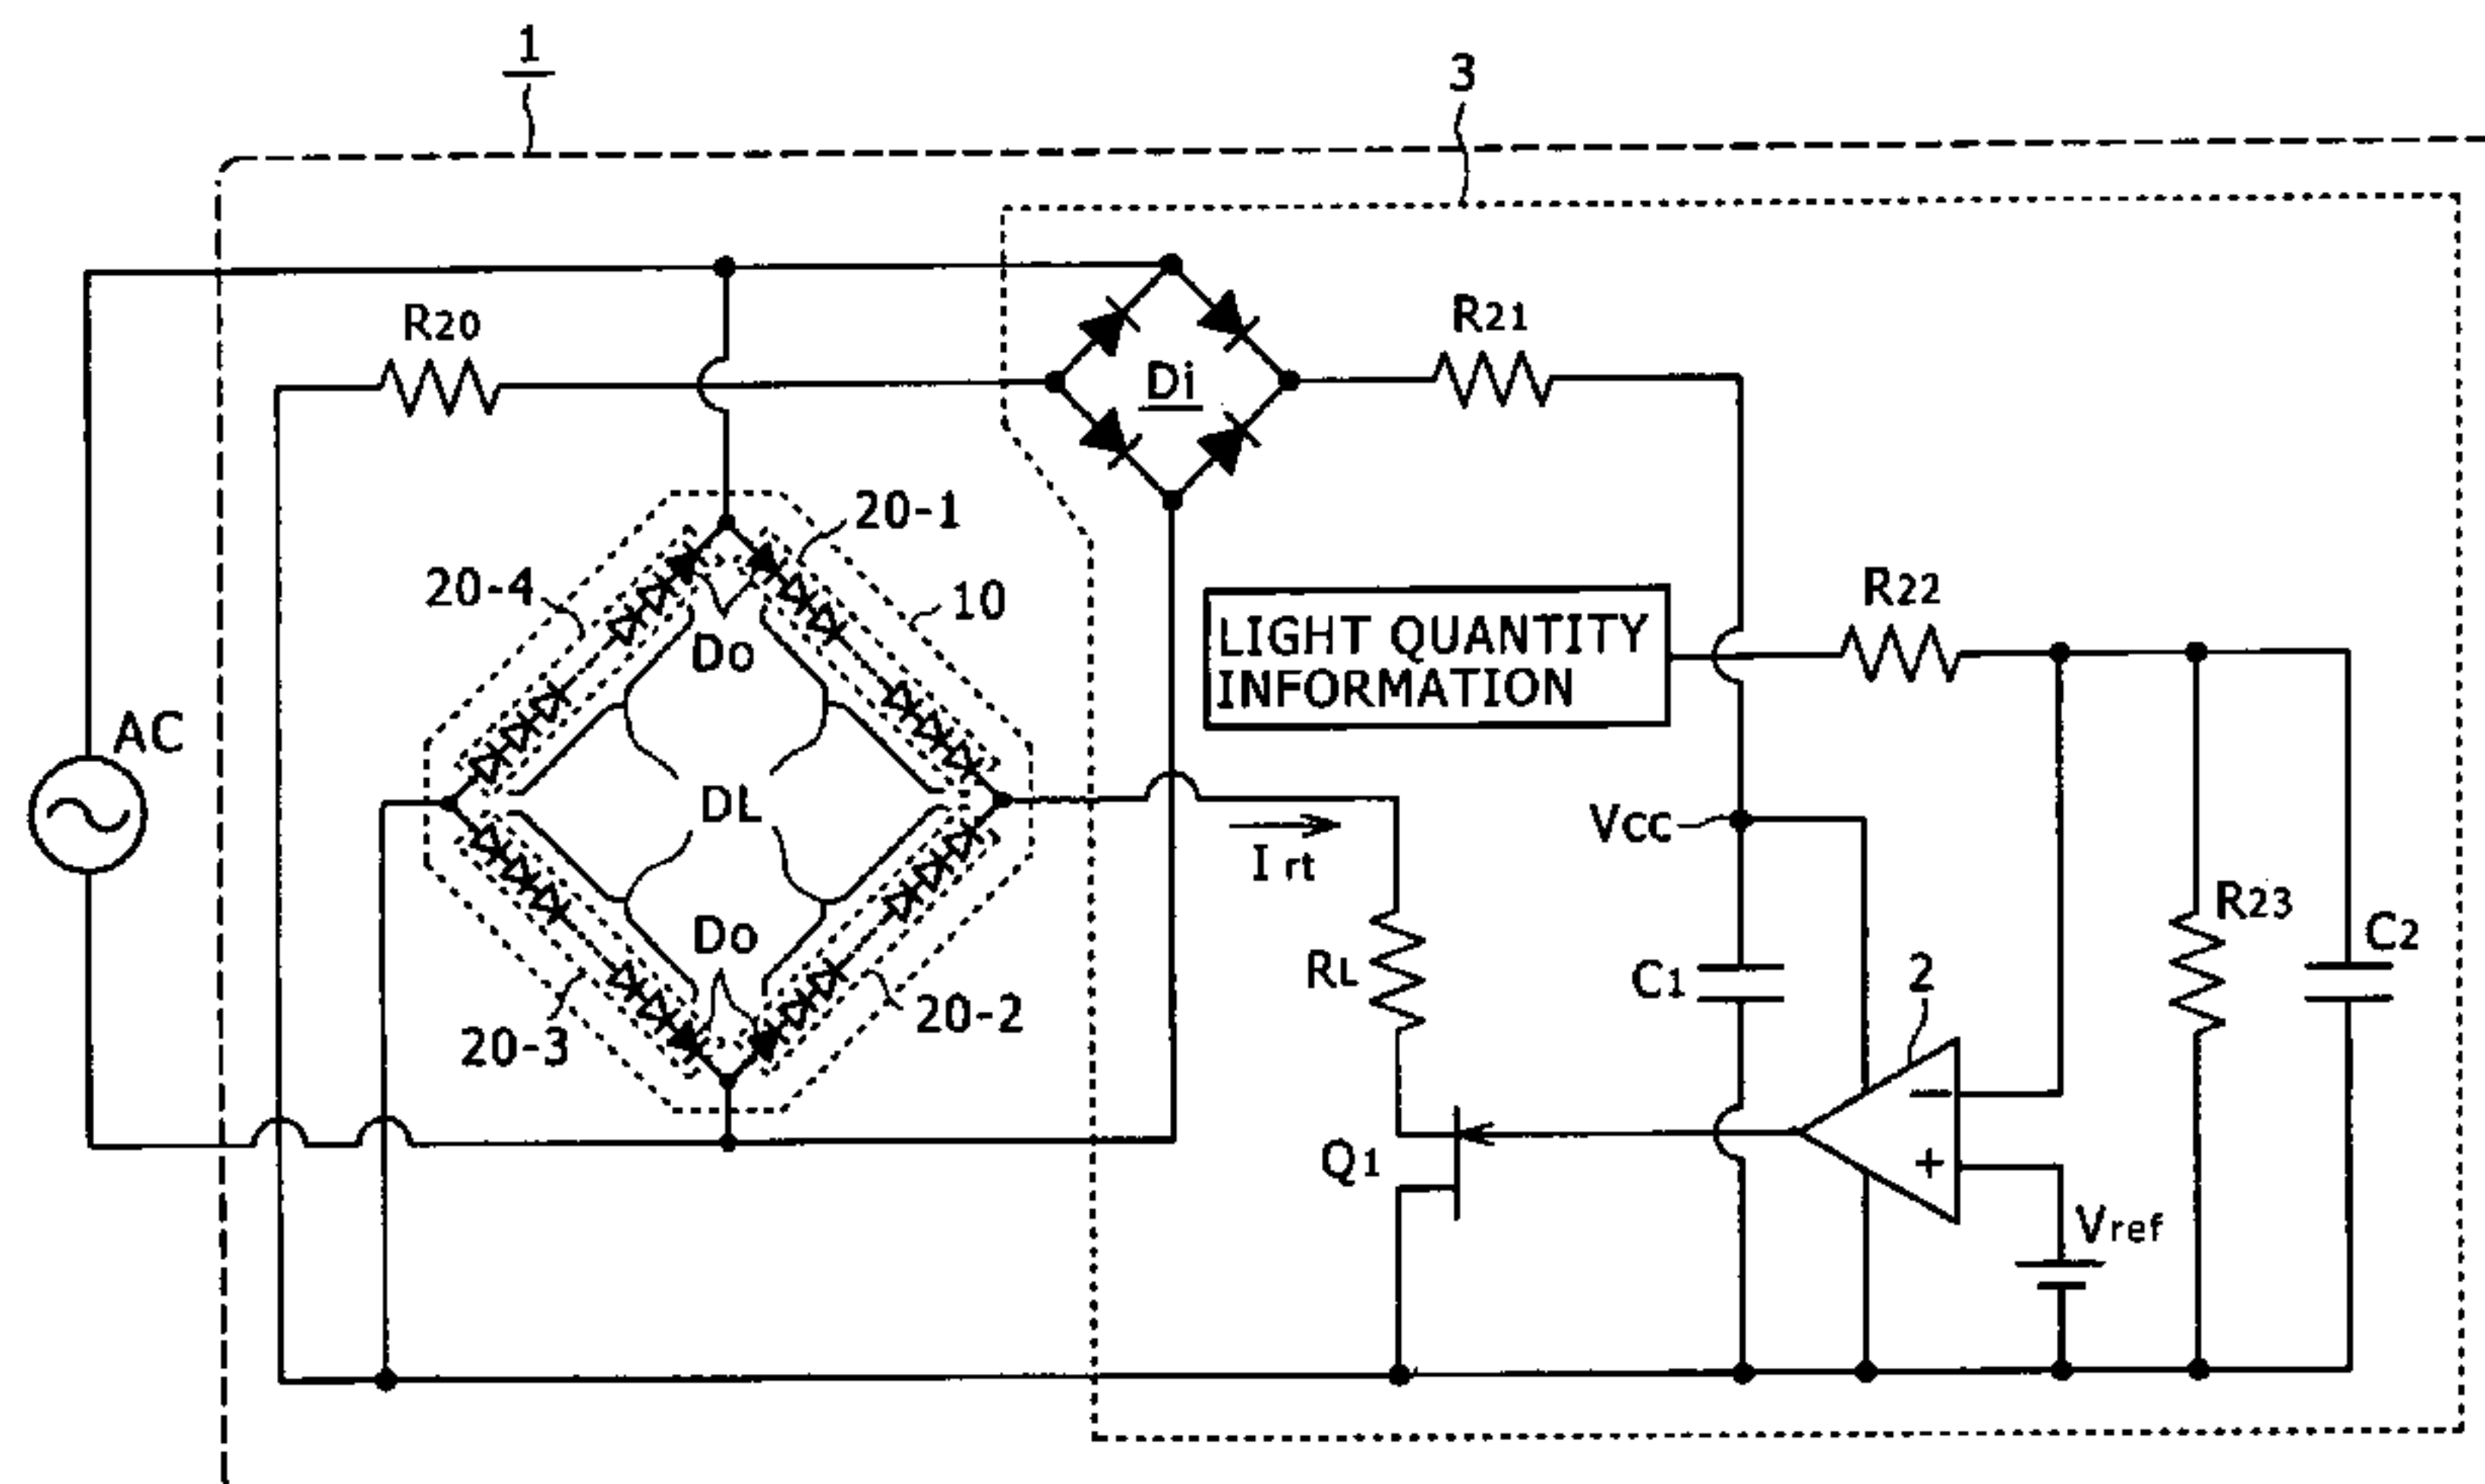 1
3
R20
R21
Di
20-1
20-4
10
Do
LIGHT QUANTITY
INFORMATION
R22
AC
DL
Vcc
I rt
Do
RL
C1
2
R23
C2
20-3
20-2
−
+
Q1
Vref